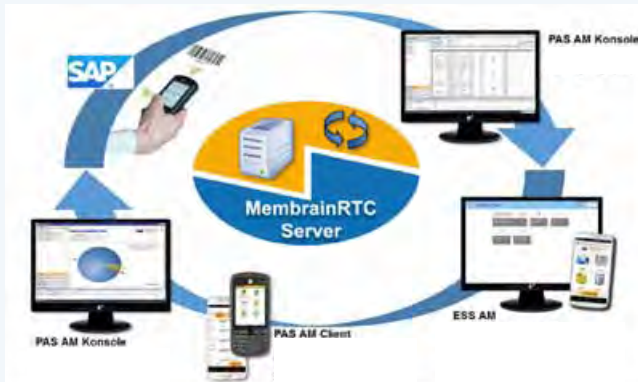 PAS AM Konsole
SAP
MembrainRTC
Server
ESS AM
PAS AM Client
PAS AM Konsole